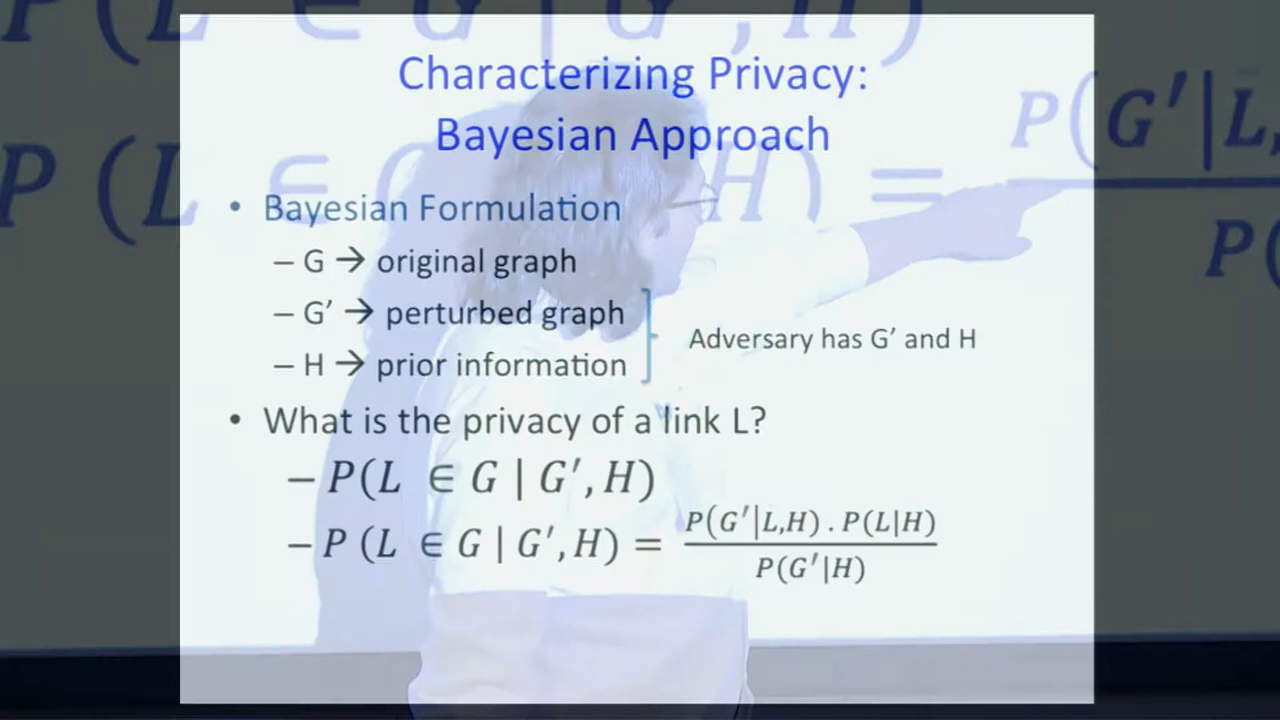 P(L ∈ G | G′, H)
P (L ∈ G H) = P(G′|L,
P(
Characterizing Privacy:
Bayesian Approach
• Bayesian Formulation
– G → original graph
– G’ → perturbed graph
– H → prior information
Adversary has G’ and H
• What is the privacy of a link L?
– P(L ∈ G | G′, H)
– P (L ∈ G | G′, H) = P(G′|L,H) . P(L|H)
P(G′|H)